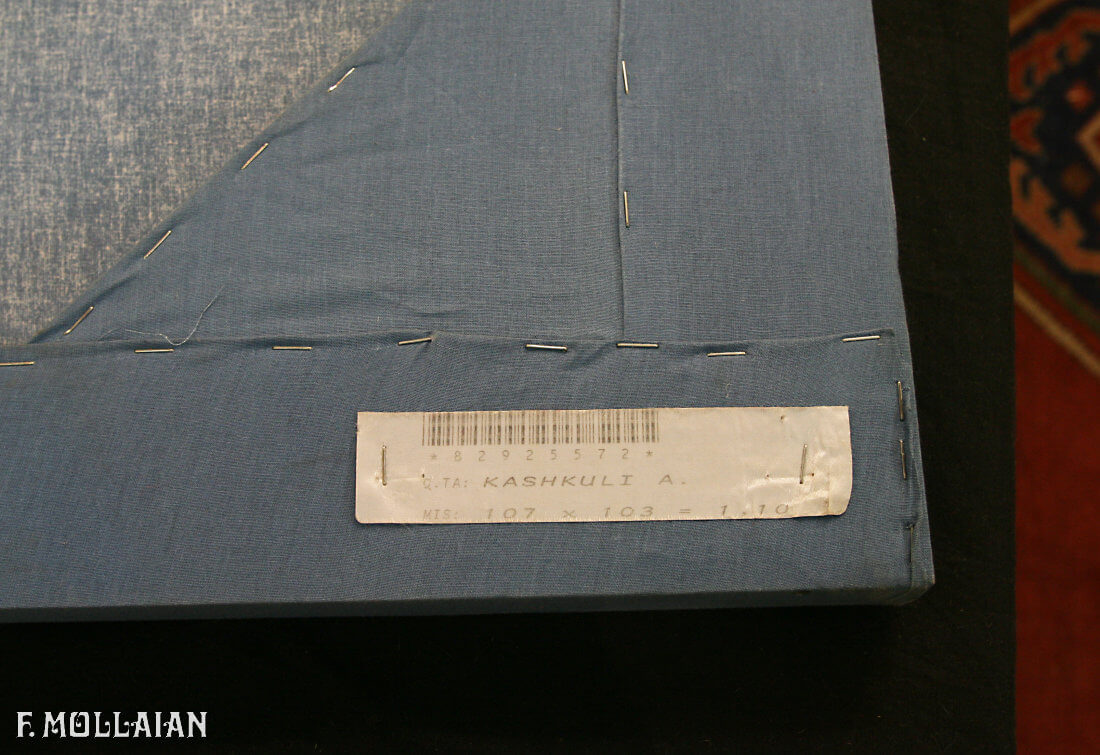 *82925572*
Q.TA: KASHKULI A.
MIS: 107 x 103 = 1,10
F. MOLLAIAN